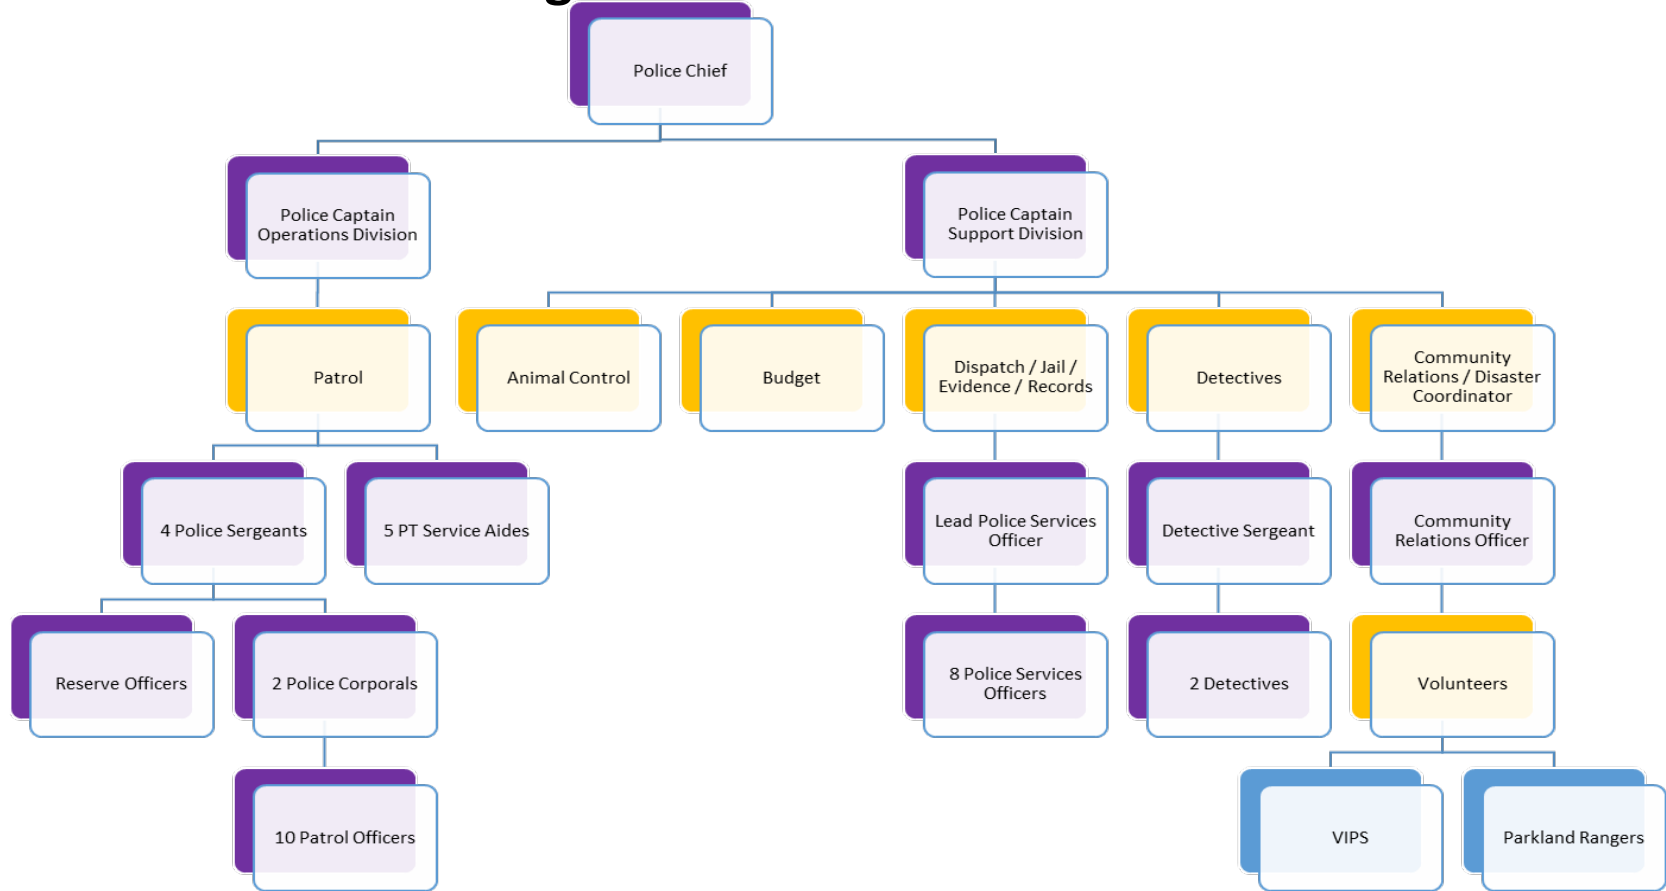 Police Chief
Police Captain
Operations Division
Police Captain
Support Division
Patrol
Animal Control
Budget
Dispatch / Jail /
Evidence / Records
Detectives
Community
Relations / Disaster
Coordinator
4 Police Sergeants
5 PT Service Aides
Lead Police Services
Officer
Detective Sergeant
Community
Relations Officer
Reserve Officers
2 Police Corporals
8 Police Services
Officers
2 Detectives
Volunteers
10 Patrol Officers
VIPS
Parkland Rangers